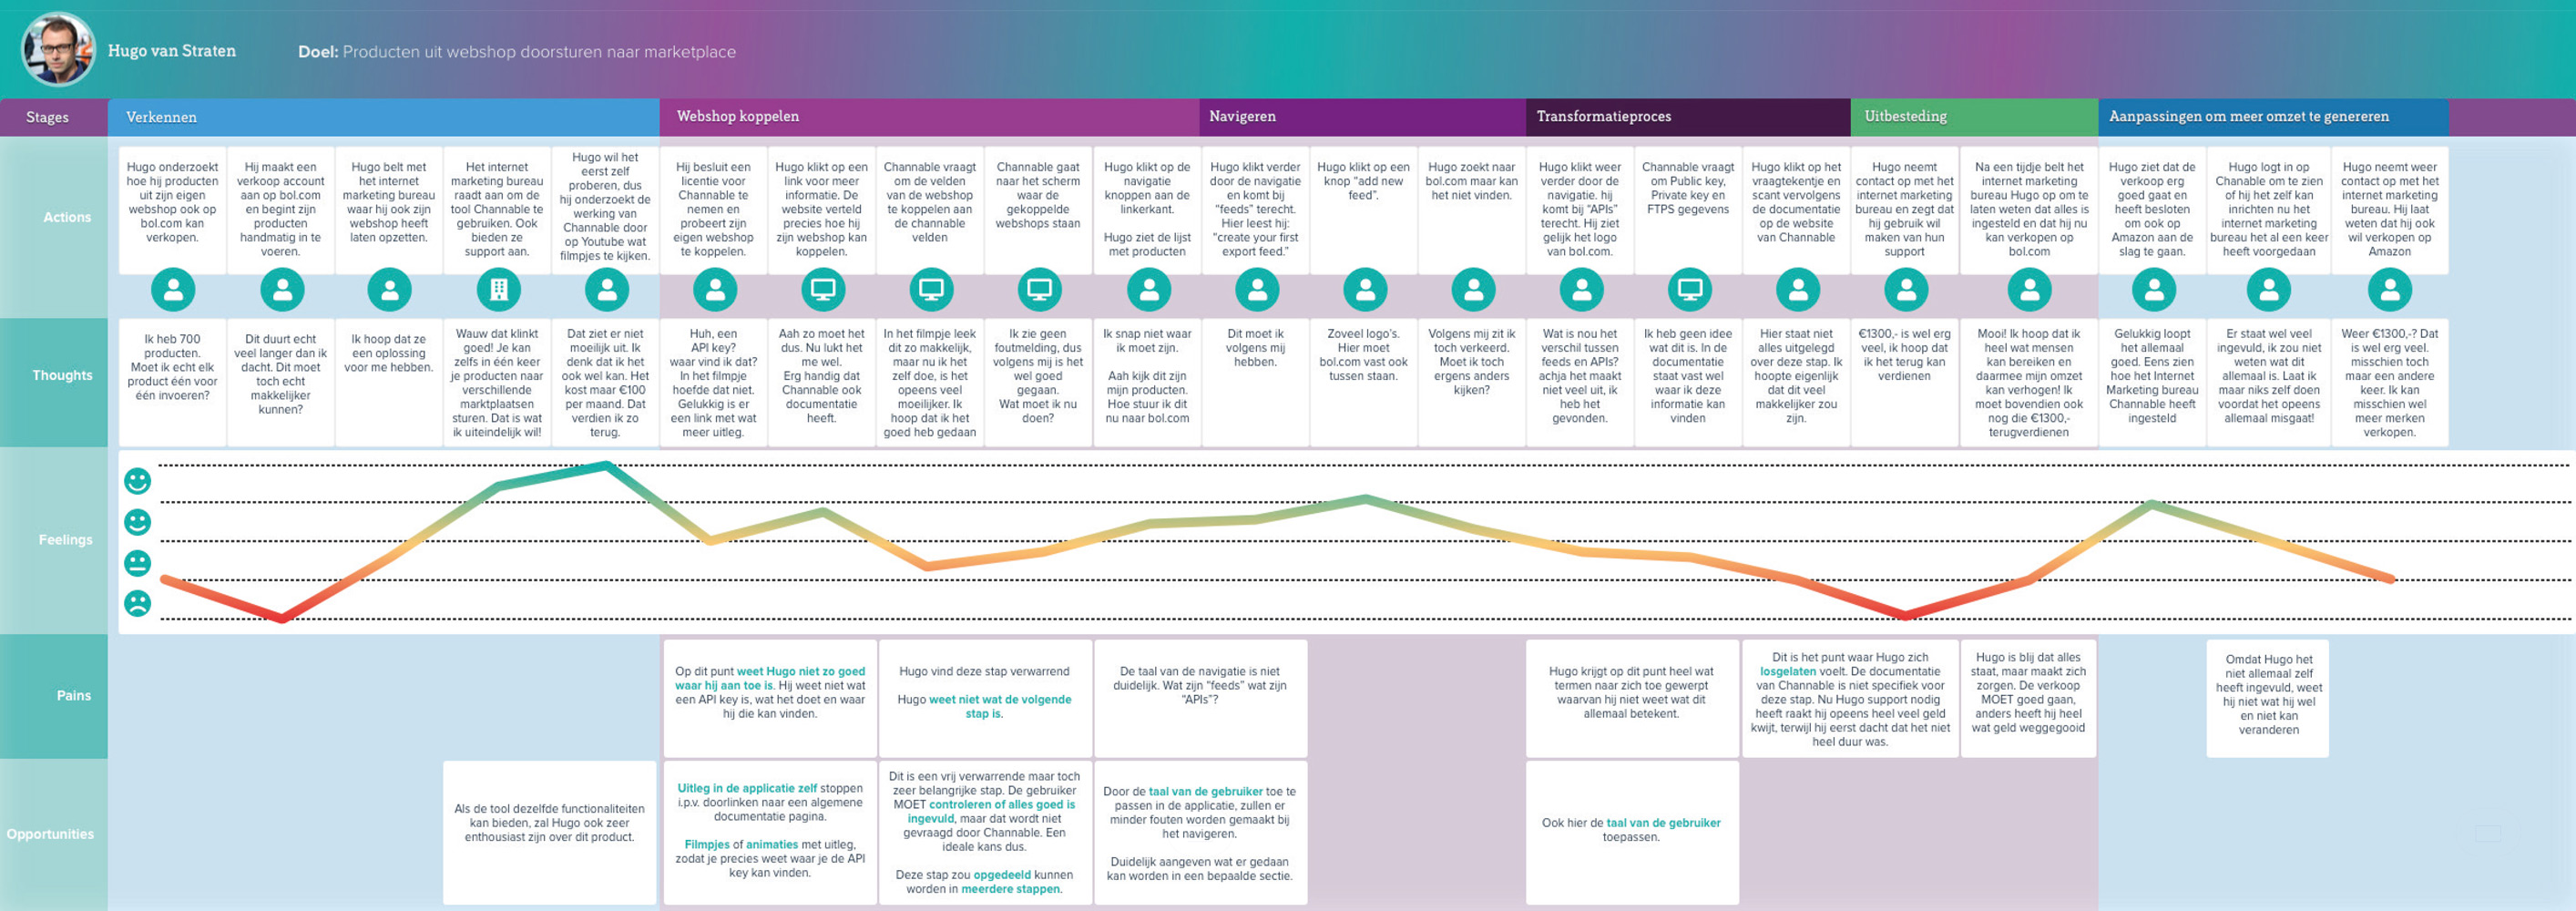 Hugo van Straten
Doel: Producten uit webshop doorsturen naar marketplace
Stages
Verkennen
Webshop koppelen
Navigeren
Transformatieproces
Uitbesteding
Aanpassingen om meer omzet te genereren
Actions
Hugo onderzoekt
hoe hij producten
uit zijn eigen
webshop ook op
bol.com kan
verkopen.
Hij maakt een
verkoop account
aan op bol.com
en begint zijn
producten
handmatig in te
voeren.
Hugo belt met
het internet
marketing bureau
waar hij ook zijn
webshop heeft
laten opzetten.
Het internet
marketing bureau
raadt aan om de
tool Channable te
gebruiken. Ook
bieden ze
support aan.
Hugo wil het
eerst zelf
proberen, dus
hij onderzoekt de
werking van
Channable door
op Youtube wat
filmpjes te kijken.
Hij besluit een
licentie voor
Channable te
nemen en
probeert zijn
eigen webshop
te koppelen.
Hugo klikt op een
link voor meer
informatie. De
website verteld
precies hoe hij
zijn webshop kan
koppelen.
Channable vraagt
om de velden
van de webshop
te koppelen aan
de channable
velden
Channable gaat
naar het scherm
waar de
gekoppelde
webshops staan
Hugo klikt op de
navigatie
knoppen aan de
linkerkant.
Hugo ziet de lijst
met producten
Hugo klikt verder
door de navigatie
en komt bij
“feeds” terecht.
Hier leest hij:
“create your first
export feed.”
Hugo klikt op een
knop “add new
feed”.
Hugo zoekt naar
bol.com maar kan
het niet vinden.
Hugo klikt weer
verder door de
navigatie. hij
komt bij “APIs”
terecht. Hij ziet
gelijk het logo
van bol.com.
Channable vraagt
om Public key,
Private key en
FTPS gegevens
Hugo klikt op het
vraagtekentje en
scant vervolgens
de documentatie
op de website
van Channable
Hugo neemt
contact op met het
internet marketing
bureau en zegt dat
hij gebruik wil
maken van hun
support
Na een tijdje belt het
internet marketing
bureau Hugo op om te
laten weten dat alles is
ingesteld en dat hij nu
kan verkopen op
bol.com
Hugo ziet dat de
verkoop erg
goed gaat en
heeft besloten
om ook op
Amazon aan de
slag te gaan.
Hugo logt in op
Chanable om te zien
of hij het zelf kan
inrichten nu het
internet marketing
bureau het al een keer
heeft voorgedaan
Hugo neemt weer
contact op met het
internet marketing
bureau. Hij laat
weten dat hij ook
wil verkopen op
Amazon
Thoughts
Ik heb 700
producten.
Moet ik echt elk
product één voor
één invoeren?
Dit duurt echt
veel langer dan ik
dacht. Dit moet
toch echt
makkelijker
kunnen?
Ik hoop dat ze
een oplossing
voor me hebben.
Wauw dat klinkt
goed! Je kan
zelfs in één keer
je producten naar
verschillende
marktplaatsen
sturen. Dat is wat
ik uiteindelijk wil!
Dat ziet er niet
moeilijk uit. Ik
denk dat ik het
ook wel kan. Het
kost maar €100
per maand. Dat
verdien ik zo
terug.
Huh, een
API key?
waar vind ik dat?
In het filmpje
hoefde dat niet.
Gelukkig is er
een link met wat
meer uitleg.
Aah zo moet het
dus. Nu lukt het
me wel.
Erg handig dat
Channable ook
documentatie
heeft.
In het filmpje leek
dit zo makkelijk,
maar nu ik het
zelf doe, is het
opeens veel
moeilijker. Ik
hoop dat ik het
goed heb gedaan
Ik zie geen
foutmelding, dus
volgens mij is het
wel goed
gegaan.
Wat moet ik nu
doen?
Ik snap niet waar
ik moet zijn.
Aah kijk dit zijn
mijn producten.
Hoe stuur ik dit
nu naar bol.com
Dit moet ik
volgens mij
hebben.
Zoveel logo's.
Hier moet
bol.com vast ook
tussen staan.
Volgens mij zit ik
toch verkeerd.
Moet ik toch
ergens anders
kijken?
Wat is nou het
verschil tussen
feeds en APIs?
achja het maakt
niet veel uit, ik
heb het
gevonden.
Ik heb geen idee
wat dit is. In de
documentatie
staat vast wel
waar ik deze
informatie kan
vinden
Hier staat niet
alles uitgelegd
over deze stap. Ik
hoopte eigenlijk
dat dit veel
makkelijker zou
zijn.
€1300,- is wel erg
veel, ik hoop dat
ik het terug kan
verdienen
Mooi! Ik hoop dat ik
heel wat mensen
kan bereiken en
daarmee mijn omzet
kan verhogen! Ik
moet bovendien ook
nog die €1300,-
terugverdienen
Gelukkig loopt
het allemaal
goed. Eens zien
hoe het Internet
Marketing bureau
Channable heeft
ingesteld
Er staat wel veel
ingevuld, ik zou niet
weten wat dit
allemaal is. Laat ik
maar niks zelf doen
voordat het opeens
allemaal misgaat!
Weer €1300,-? Dat
is wel erg veel.
misschien toch
maar een andere
keer. Ik kan
misschien wel
meer merken
verkopen.
Feelings
Pains
Op dit punt weet Hugo niet zo goed
waar hij aan toe is. Hij weet niet wat
een API key is, wat het doet en waar
hij die kan vinden.
Hugo vind deze stap verwarrend
Hugo weet niet wat de volgende
stap is.
De taal van de navigatie is niet
duidelijk. Wat zijn “feeds” wat zijn
“APIs”?
Hugo krijgt op dit punt heel wat
termen naar zich toe geworpt
waarvan hij niet weet wat dit
allemaal betekent.
Dit is het punt waar Hugo zich
losgelaten voelt. De documentatie
van Channable is niet specifiek voor
deze stap. Nu Hugo support nodig
heeft raakt hij opeens heel veel geld
kwijt, terwijl hij eerst dacht dat het niet
heel duur was.
Hugo is blij dat alles
staat, maar maakt zich
zorgen. De verkoop
MOET goed gaan,
anders heeft hij heel
wat geld weggegooid
Omdat Hugo het
niet allemaal zelf
heeft ingevuld, weet
hij niet wat hij wel
en niet kan
veranderen
Opportunities
Als de tool dezelfde functionaliteiten
kan bieden, zal Hugo ook zeer
enthousiast zijn over dit product.
Uitleg in de applicatie zelf stoppen
i.p.v. doorlinken naar een algemene
documentatie pagina.
Filmpjes of animaties met uitleg,
zodat je precies weet waar je de API
key kan vinden.
Dit is een vrij verwarrende maar toch
zeer belangrijke stap. De gebruiker
MOET controleren of alles goed is
ingevuld, maar dat wordt niet
gevraagd door Channable. Een
ideale kans dus.
Deze stap zou opgedeeld kunnen
worden in meerdere stappen.
Door de taal van de gebruiker toe te
passen in de applicatie, zullen er
minder fouten worden gemaakt bij
het navigeren.
Duidelijk aangeven wat er gedaan
kan worden in een bepaalde sectie.
Ook hier de taal van de gebruiker
toepassen.